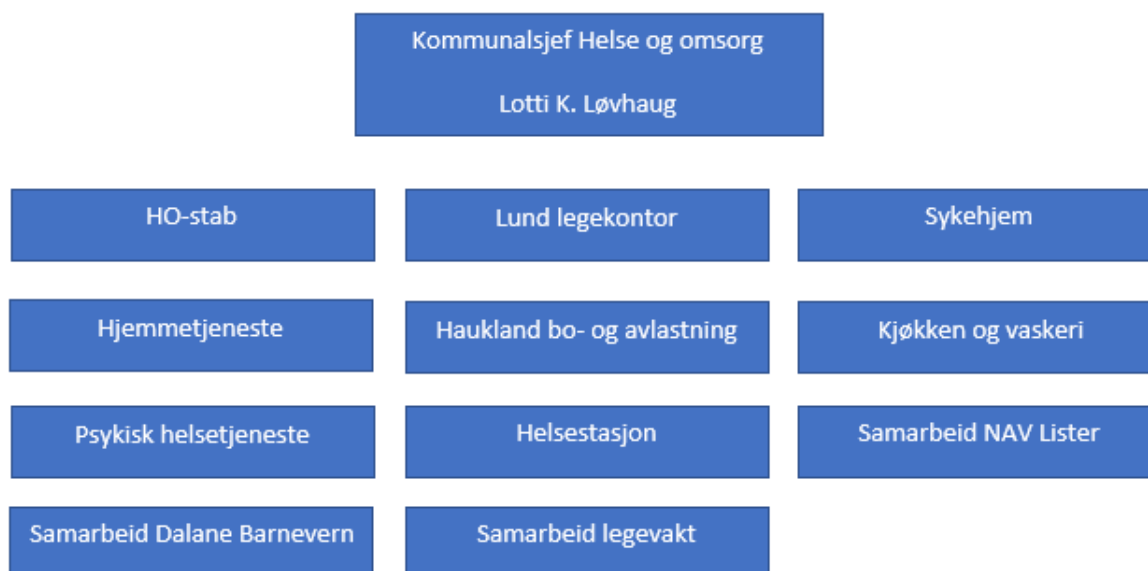 Kommunalsjef Helse og omsorg
Lotti K. Løvhaug
HO-stab
Lund legekontor
Sykehjem
Hjemmetjeneste
Haukland bo- og avlastning
Kjøkken og vaskeri
Psykisk helsetjeneste
Helsestasjon
Samarbeid NAV Lister
Samarbeid Dalane Barnevern
Samarbeid legevakt